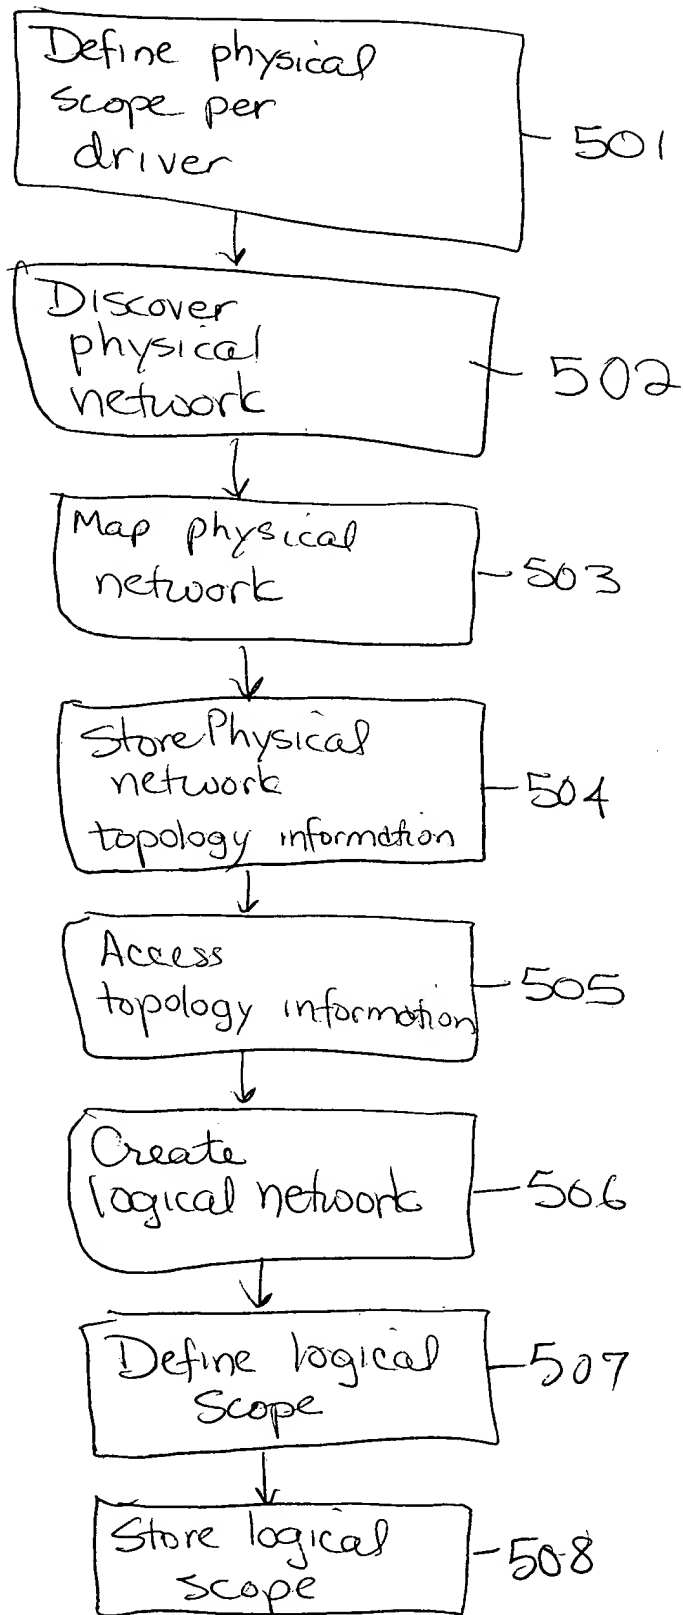 Define physical
scope per
driver
501
Discover
physical
network
502
Map physical
network
503
Store Physical
network
topology information
504
Access
topology information
505
Create
logical network
506
Define logical
Scope
507
Store logical
scope
508